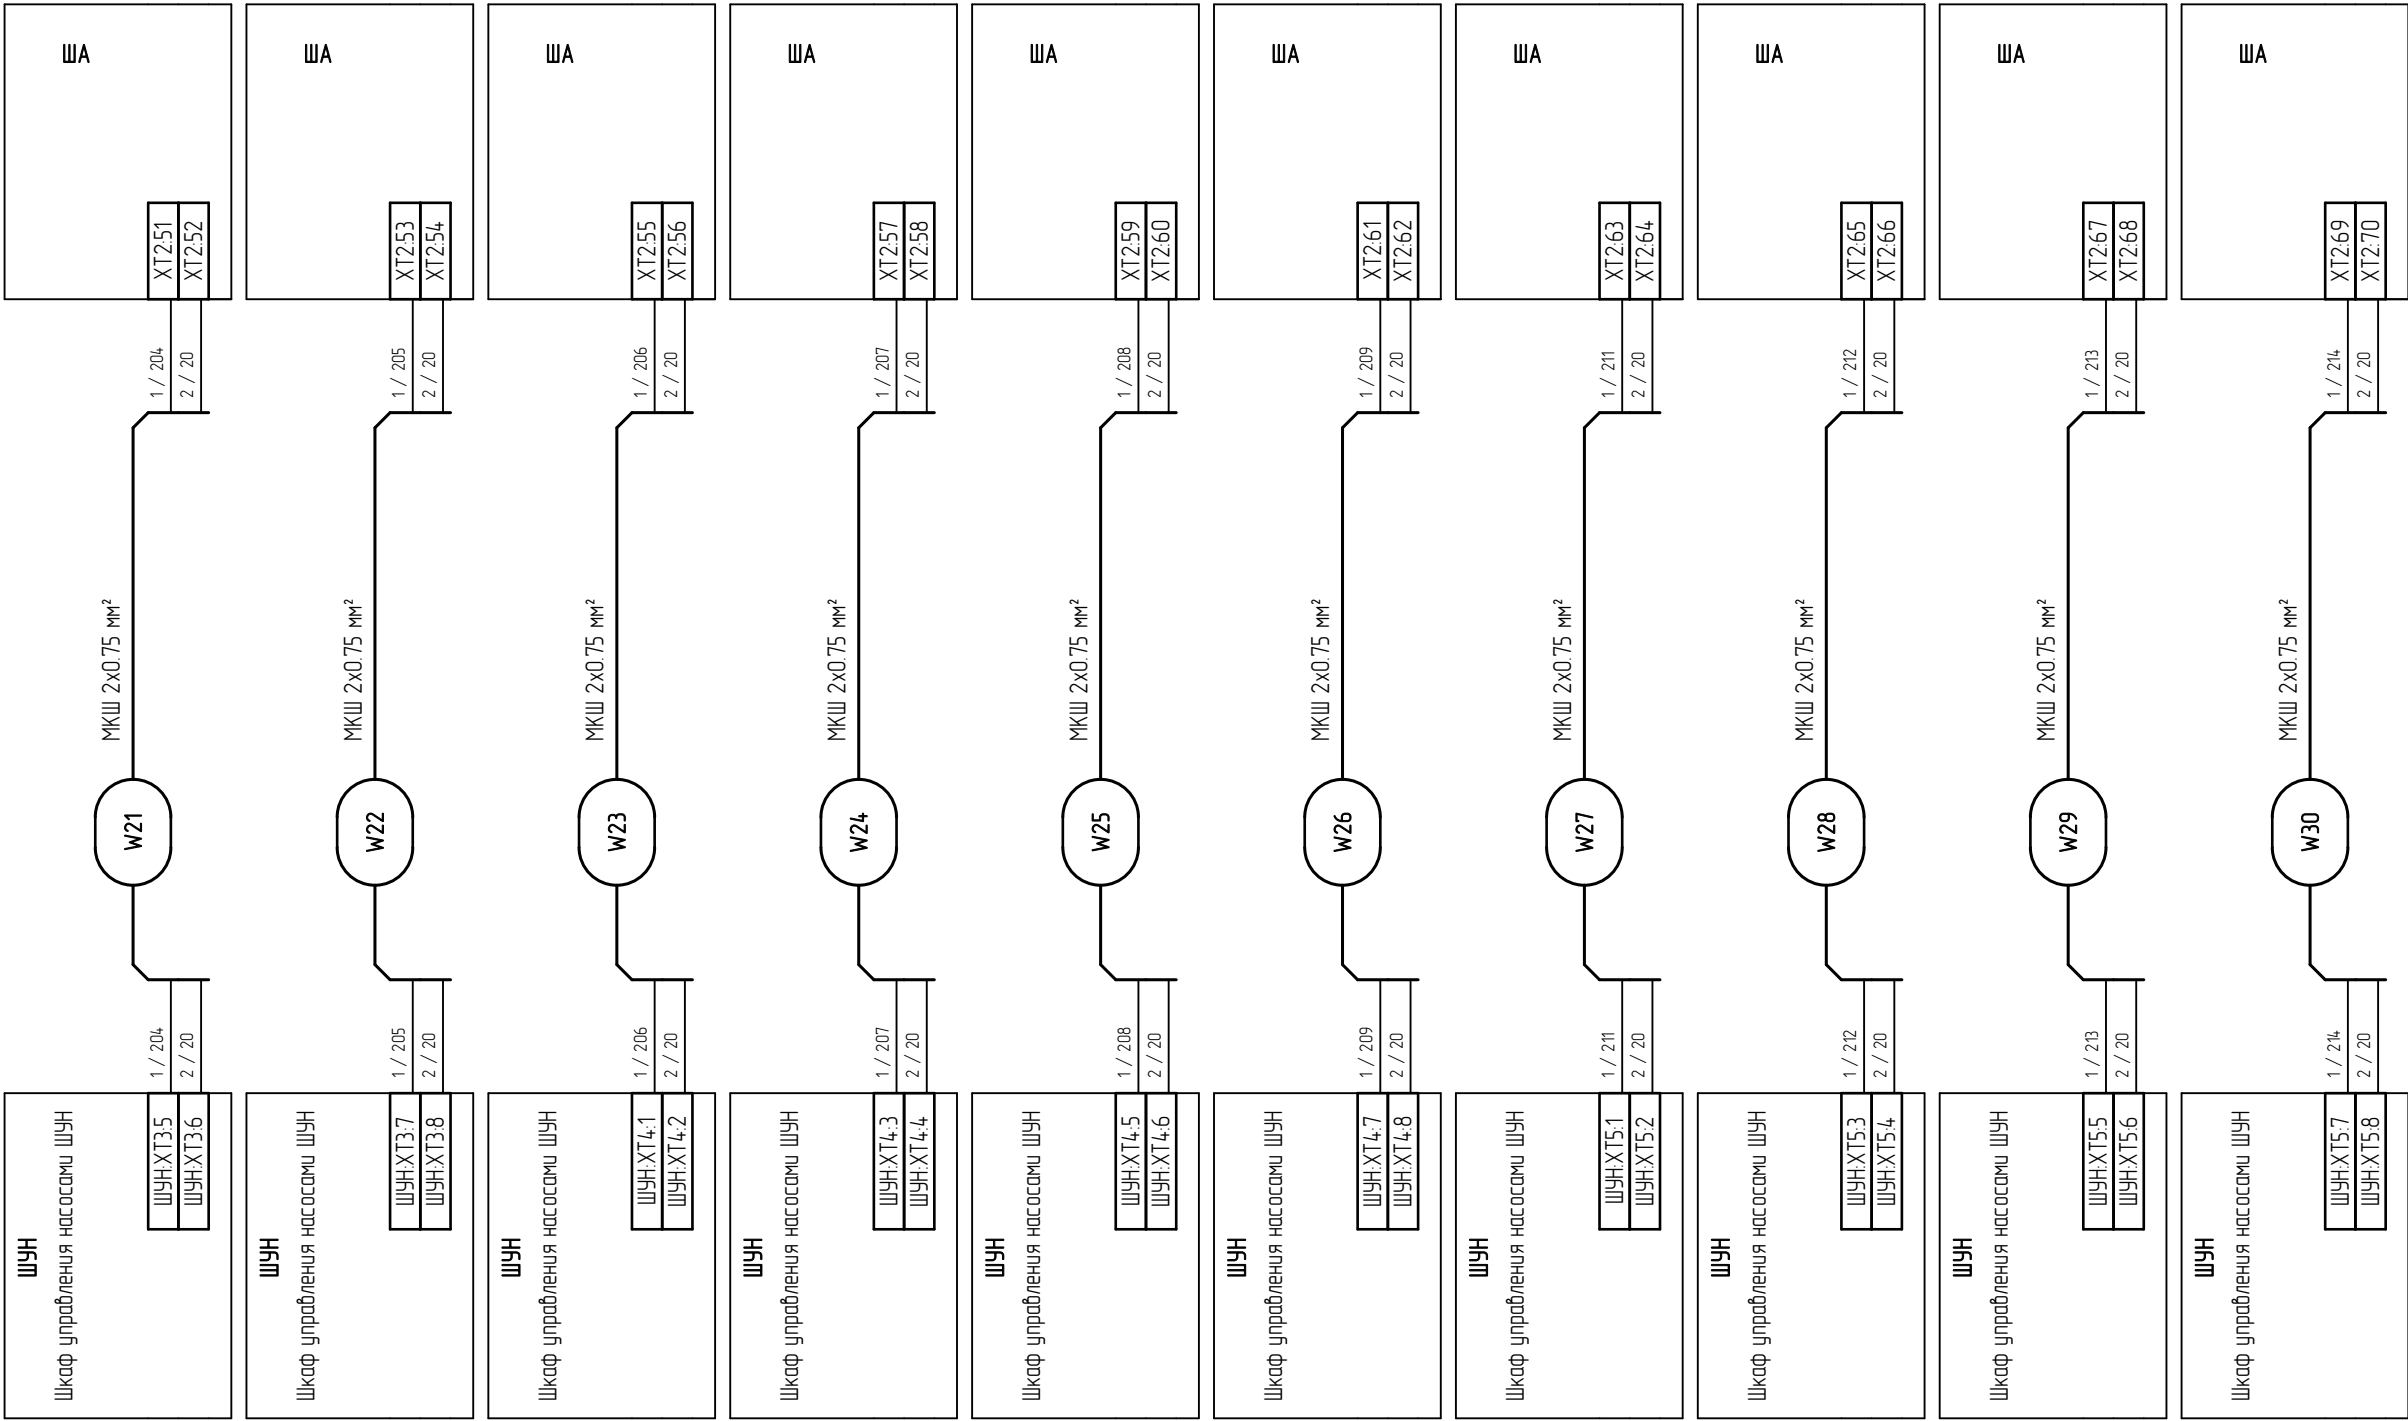 ШУН
Шкаф управления насосами ШУН
ШУН:XT3:5
ШУН:XT3:6
1 / 204
2 / 20
W21
МКШ 2x0.75 мм²
1 / 204
2 / 20
XT2:51
XT2:52
ША
ШУН
Шкаф управления насосами ШУН
ШУН:XT3:7
ШУН:XT3:8
1 / 205
2 / 20
W22
МКШ 2x0.75 мм²
1 / 205
2 / 20
XT2:53
XT2:54
ША
ШУН
Шкаф управления насосами ШУН
ШУН:XT4:1
ШУН:XT4:2
1 / 206
2 / 20
W23
МКШ 2x0.75 мм²
1 / 206
2 / 20
XT2:55
XT2:56
ША
ШУН
Шкаф управления насосами ШУН
ШУН:XT4:3
ШУН:XT4:4
1 / 207
2 / 20
W24
МКШ 2x0.75 мм²
1 / 207
2 / 20
XT2:57
XT2:58
ША
ШУН
Шкаф управления насосами ШУН
ШУН:XT4:5
ШУН:XT4:6
1 / 208
2 / 20
W25
МКШ 2x0.75 мм²
1 / 208
2 / 20
XT2:59
XT2:60
ША
ШУН
Шкаф управления насосами ШУН
ШУН:XT4:7
ШУН:XT4:8
1 / 209
2 / 20
W26
МКШ 2x0.75 мм²
1 / 209
2 / 20
XT2:61
XT2:62
ША
ШУН
Шкаф управления насосами ШУН
ШУН:XT5:1
ШУН:XT5:2
1 / 211
2 / 20
W27
МКШ 2x0.75 мм²
1 / 211
2 / 20
XT2:63
XT2:64
ША
ШУН
Шкаф управления насосами ШУН
ШУН:XT5:3
ШУН:XT5:4
1 / 212
2 / 20
W28
МКШ 2x0.75 мм²
1 / 212
2 / 20
XT2:65
XT2:66
ША
ШУН
Шкаф управления насосами ШУН
ШУН:XT5:5
ШУН:XT5:6
1 / 213
2 / 20
W29
МКШ 2x0.75 мм²
1 / 213
2 / 20
XT2:67
XT2:68
ША
ШУН
Шкаф управления насосами ШУН
ШУН:XT5:7
ШУН:XT5:8
1 / 214
2 / 20
W30
МКШ 2x0.75 мм²
1 / 214
2 / 20
XT2:69
XT2:70
ША